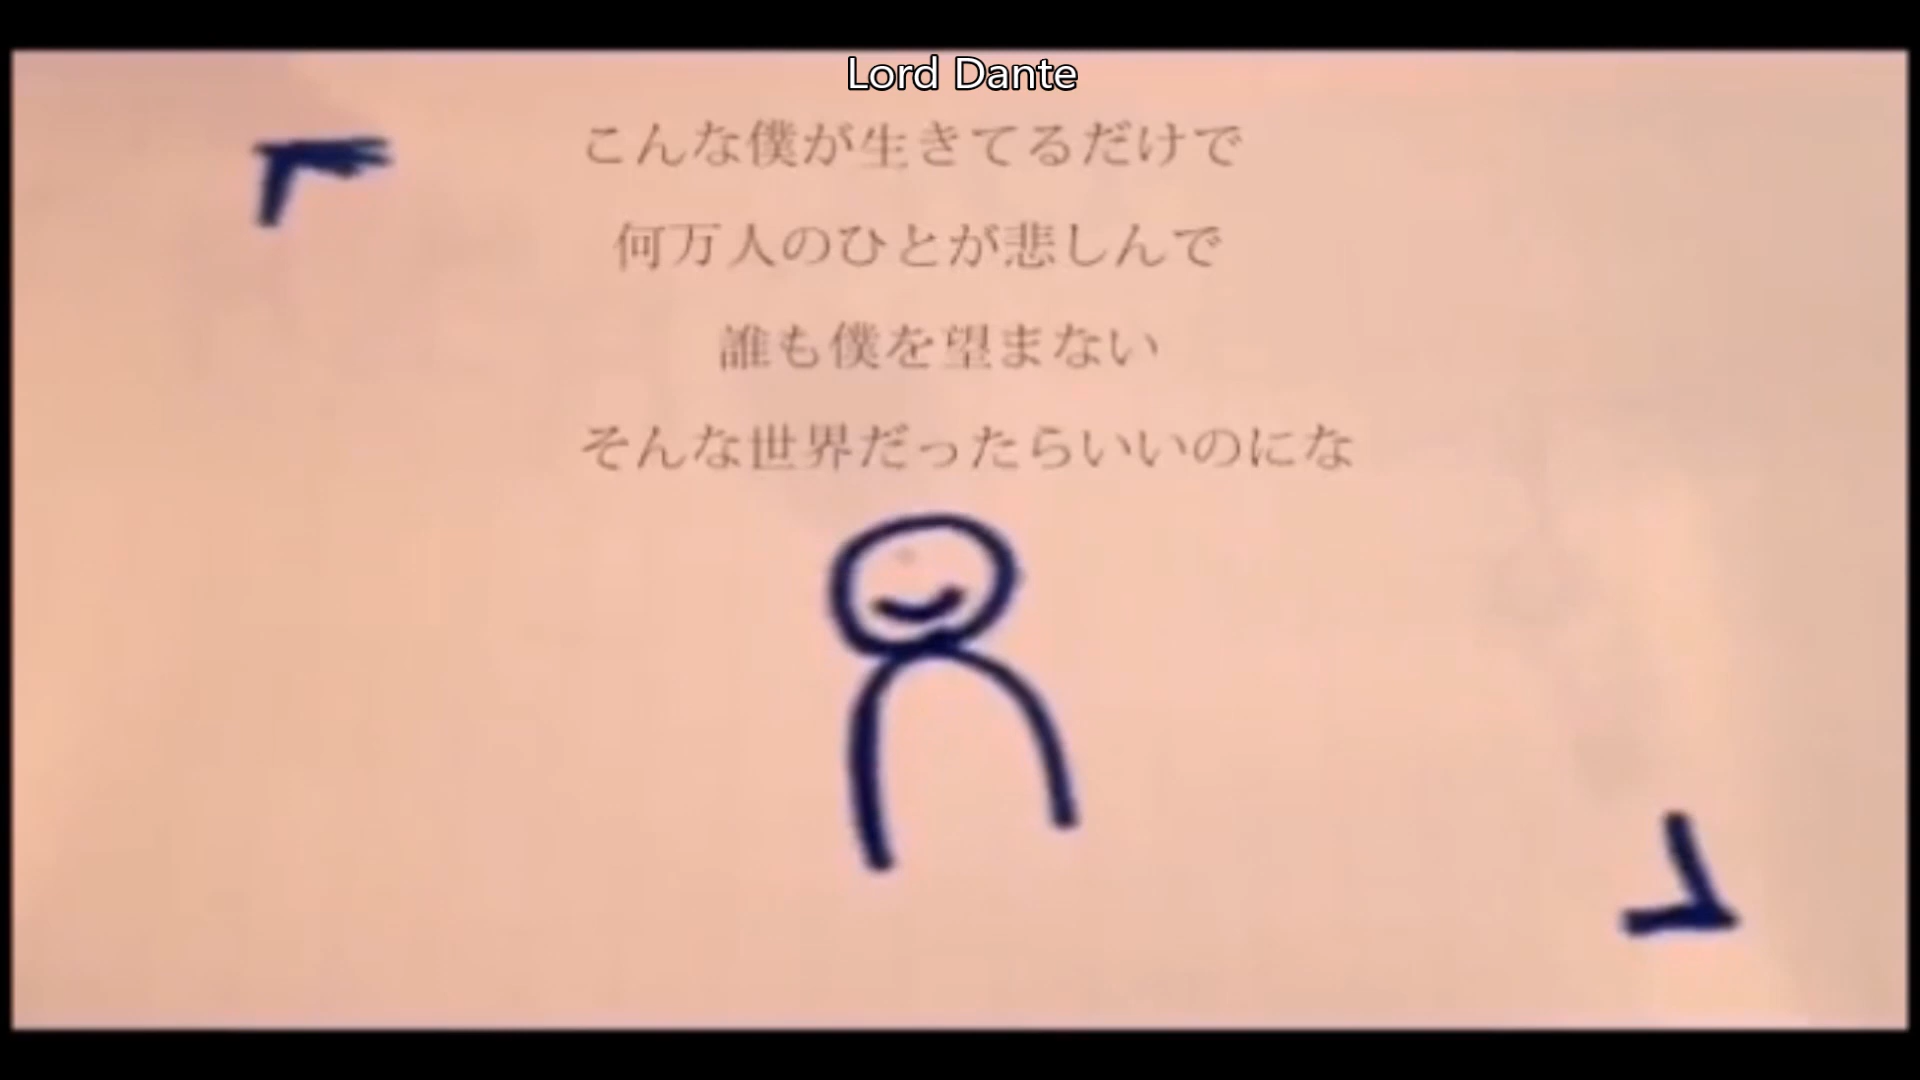 Lord Dante
こんな僕が生きてるだけで
何万人のひとが悲しんで
誰も僕を望まない
そんな世界だったらいいのにな